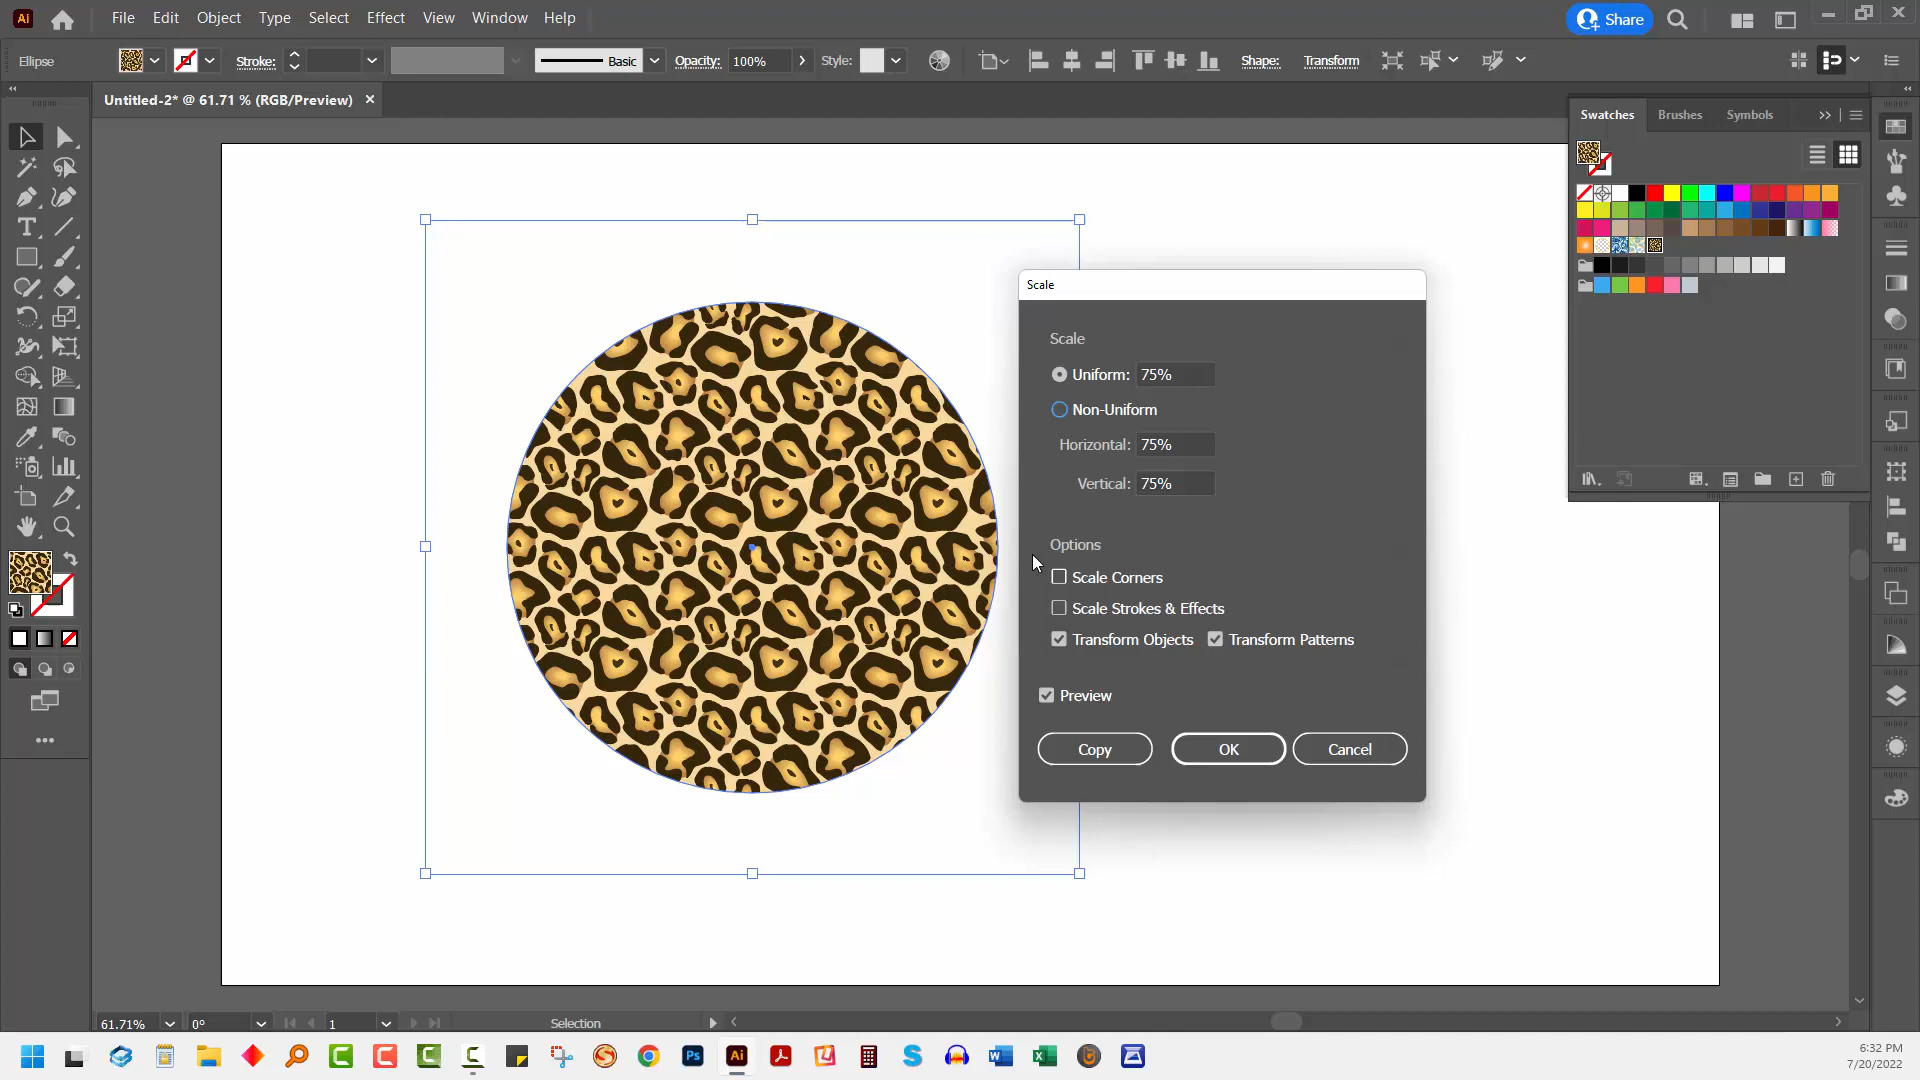 Ai File Edit Object Type Select Effect View Window Help Share
Ellipse Stroke: Basic Opacity: 100% Style: Shape: Transform
Untitled-2* @ 61.71 % (RGB/Preview) ×
Swatches Brushes Symbols
Scale
Scale
Uniform: 75%
Non-Uniform
Horizontal: 75%
Vertical: 75%
Options
Scale Corners
Scale Strokes & Effects
Transform Objects Transform Patterns
Preview
Copy OK Cancel
61.71% 0° 1 Selection
Ps Ai
6:32 PM
7/20/2022